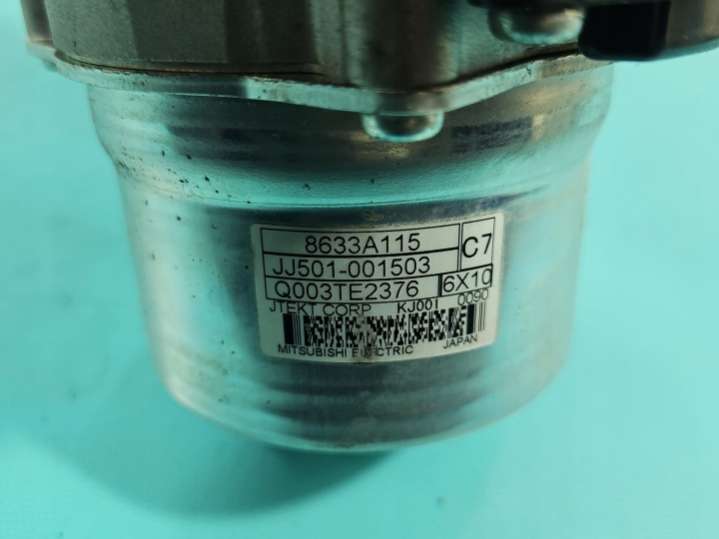 8633A115
C7
JJ501-001503
Q003TE2376
6X10
JTEKT CORP KJ001 0090
MITSUBISHI ELECTRIC JAPAN